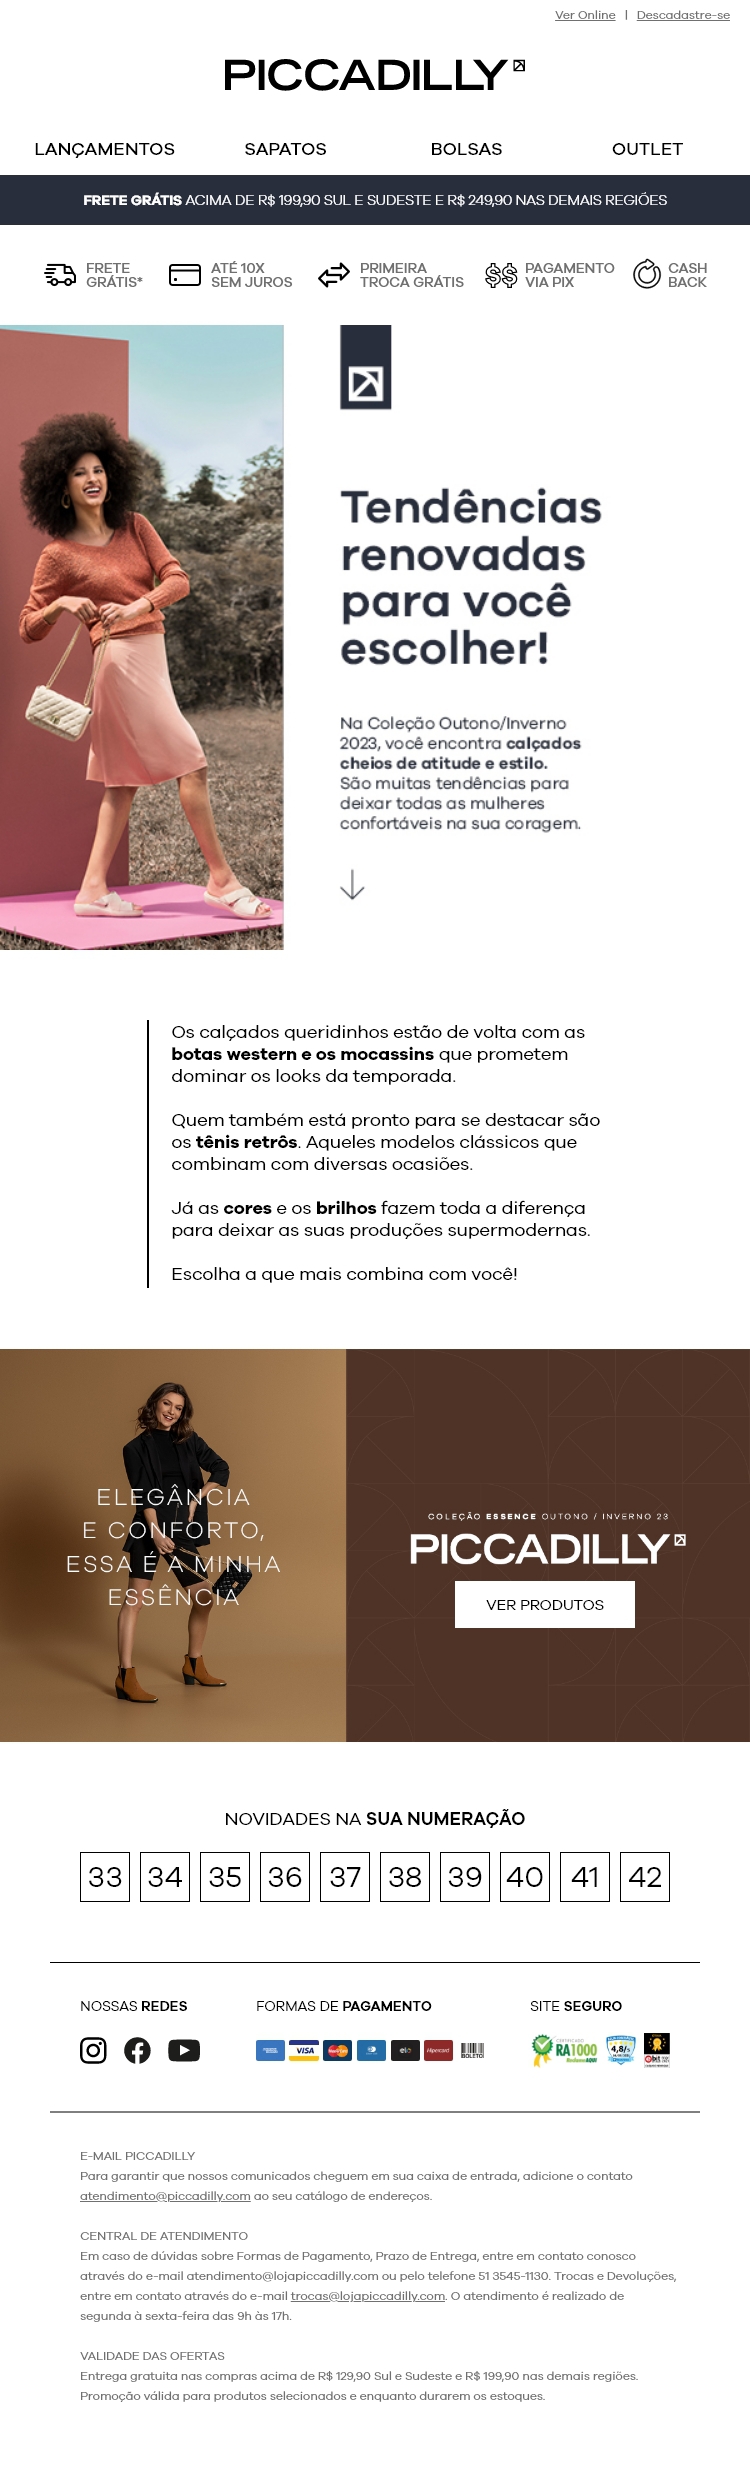 Ver Online | Descadastre-se
PICCADILLY
LANÇAMENTOS SAPATOS BOLSAS OUTLET
FRETE GRÁTIS ACIMA DE R$ 199,90 SUL E SUDESTE E R$ 249,90 NAS DEMAIS REGIÕES
FRETE
GRÁTIS*
ATÉ 10X
SEM JUROS
PRIMEIRA
TROCA GRÁTIS
PAGAMENTO
VIA PIX
CASH
BACK
Tendências
renovadas
para você
escolher!
Na Coleção Outono/Inverno
2023, você encontra calçados
cheios de atitude e estilo.
São muitas tendências para
deixar todas as mulheres
confortáveis na sua coragem.
Os calçados queridinhos estão de volta com as
botas western e os mocassins que prometem
dominar os looks da temporada.
Quem também está pronto para se destacar são
os tênis retrôs. Aqueles modelos clássicos que
combinam com diversas ocasiões.
Já as cores e os brilhos fazem toda a diferença
para deixar as suas produções supermodernas.
Escolha a que mais combina com você!
ELEGÂNCIA
E CONFORTO,
ESSA É A MINHA
ESSÊNCIA
COLEÇÃO ESSENCE OUTONO / INVERNO 23
PICCADILLY
VER PRODUTOS
NOVIDADES NA SUA NUMERAÇÃO
33 34 35 36 37 38 39 40 41 42
NOSSAS REDES
FORMAS DE PAGAMENTO
VISA
elo
Hipercard
BOLETO
SITE SEGURO
RA1000
ReclameAQUI
4,8/5
ebit
E-MAIL PICCADILLY
Para garantir que nossos comunicados cheguem em sua caixa de entrada, adicione o contato
atendimento@piccadilly.com ao seu catálogo de endereços.
CENTRAL DE ATENDIMENTO
Em caso de dúvidas sobre Formas de Pagamento, Prazo de Entrega, entre em contato conosco
através do e-mail atendimento@lojapiccadilly.com ou pelo telefone 51 3545-1130. Trocas e Devoluções,
entre em contato através do e-mail trocas@lojapiccadilly.com. O atendimento é realizado de
segunda à sexta-feira das 9h às 17h.
VALIDADE DAS OFERTAS
Entrega gratuita nas compras acima de R$ 129,90 Sul e Sudeste e R$ 199,90 nas demais regiões.
Promoção válida para produtos selecionados e enquanto durarem os estoques.